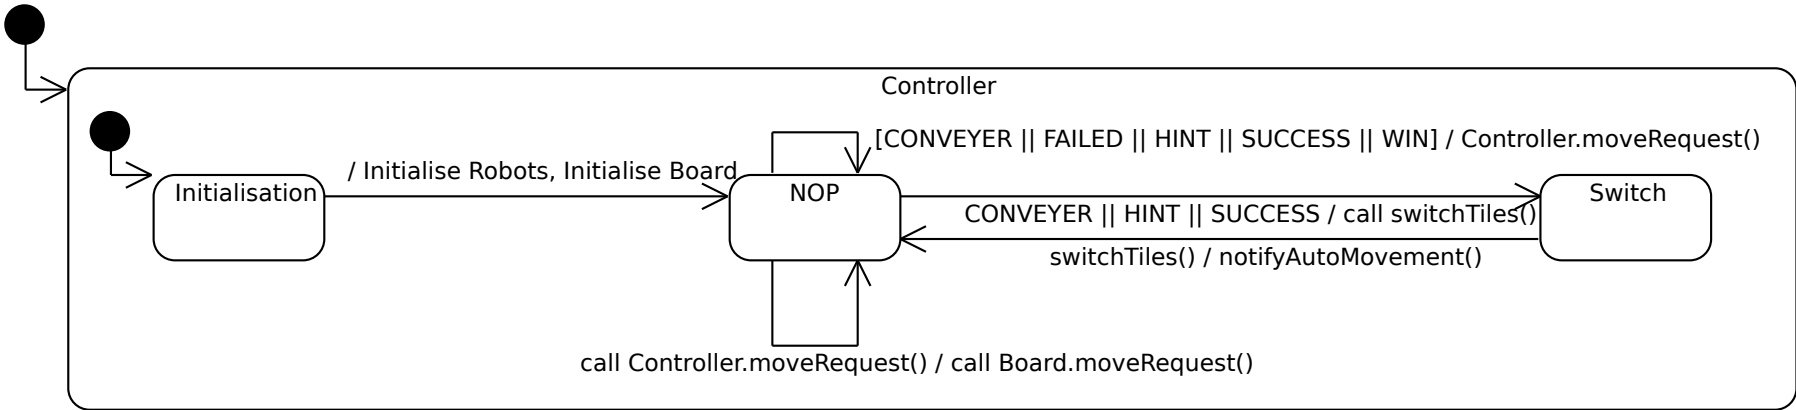 Controller
[CONVEYER || FAILED || HINT || SUCCESS || WIN] / Controller.moveRequest()
/ Initialise Robots, Initialise Board
Initialisation
NOP
Switch
CONVEYER || HINT || SUCCESS / call switchTiles()
switchTiles() / notifyAutoMovement()
call Controller.moveRequest() / call Board.moveRequest()